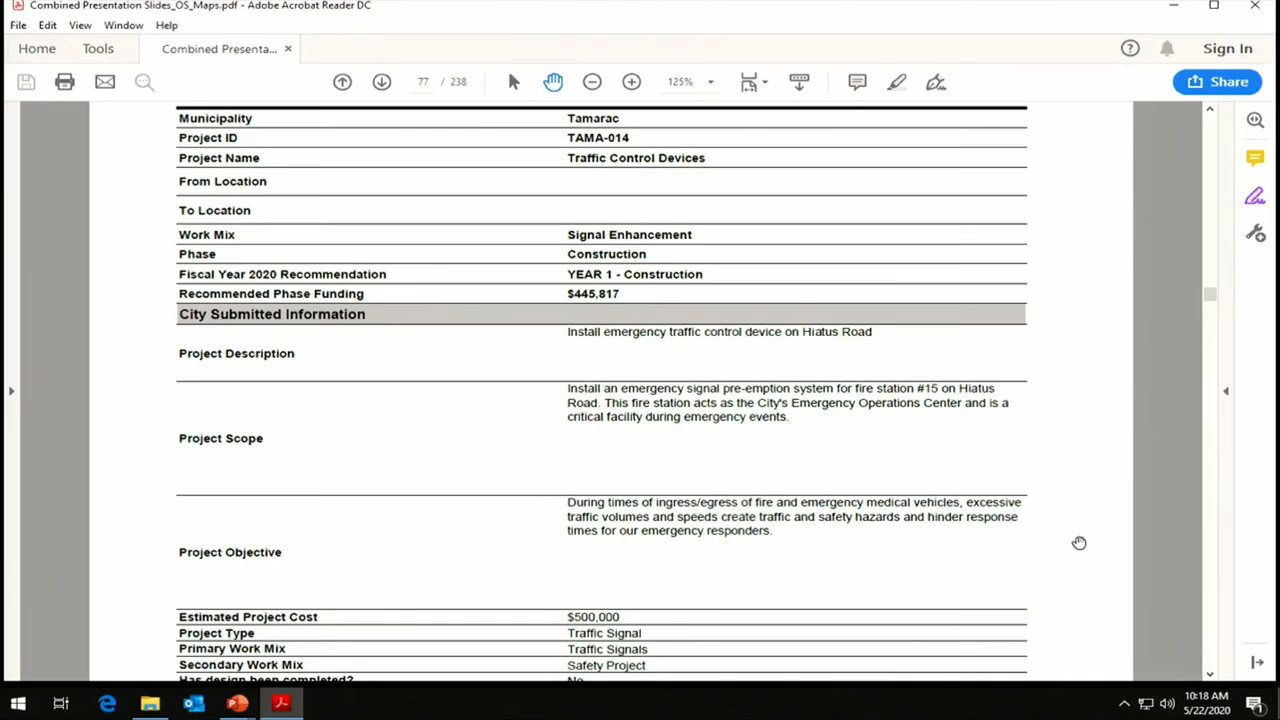 Combined Presentation Slides_OS_Maps.pdf - Adobe Acrobat Reader DC
File Edit View Window Help
Home Tools Combined Presenta... × Sign In
77 / 238 125% Share
Municipality Tamarac
Project ID TAMA-014
Project Name Traffic Control Devices
From Location
To Location
Work Mix Signal Enhancement
Phase Construction
Fiscal Year 2020 Recommendation YEAR 1 - Construction
Recommended Phase Funding $445,817
City Submitted Information
Install emergency traffic control device on Hiatus Road
Project Description
Install an emergency signal pre-emption system for fire station #15 on Hiatus
Road. This fire station acts as the City's Emergency Operations Center and is a
critical facility during emergency events.
Project Scope
During times of ingress/egress of fire and emergency medical vehicles, excessive
traffic volumes and speeds create traffic and safety hazards and hinder response
times for our emergency responders.
Project Objective
Estimated Project Cost $500,000
Project Type Traffic Signal
Primary Work Mix Traffic Signals
Secondary Work Mix Safety Project
Has design been completed? No
10:18 AM
5/22/2020